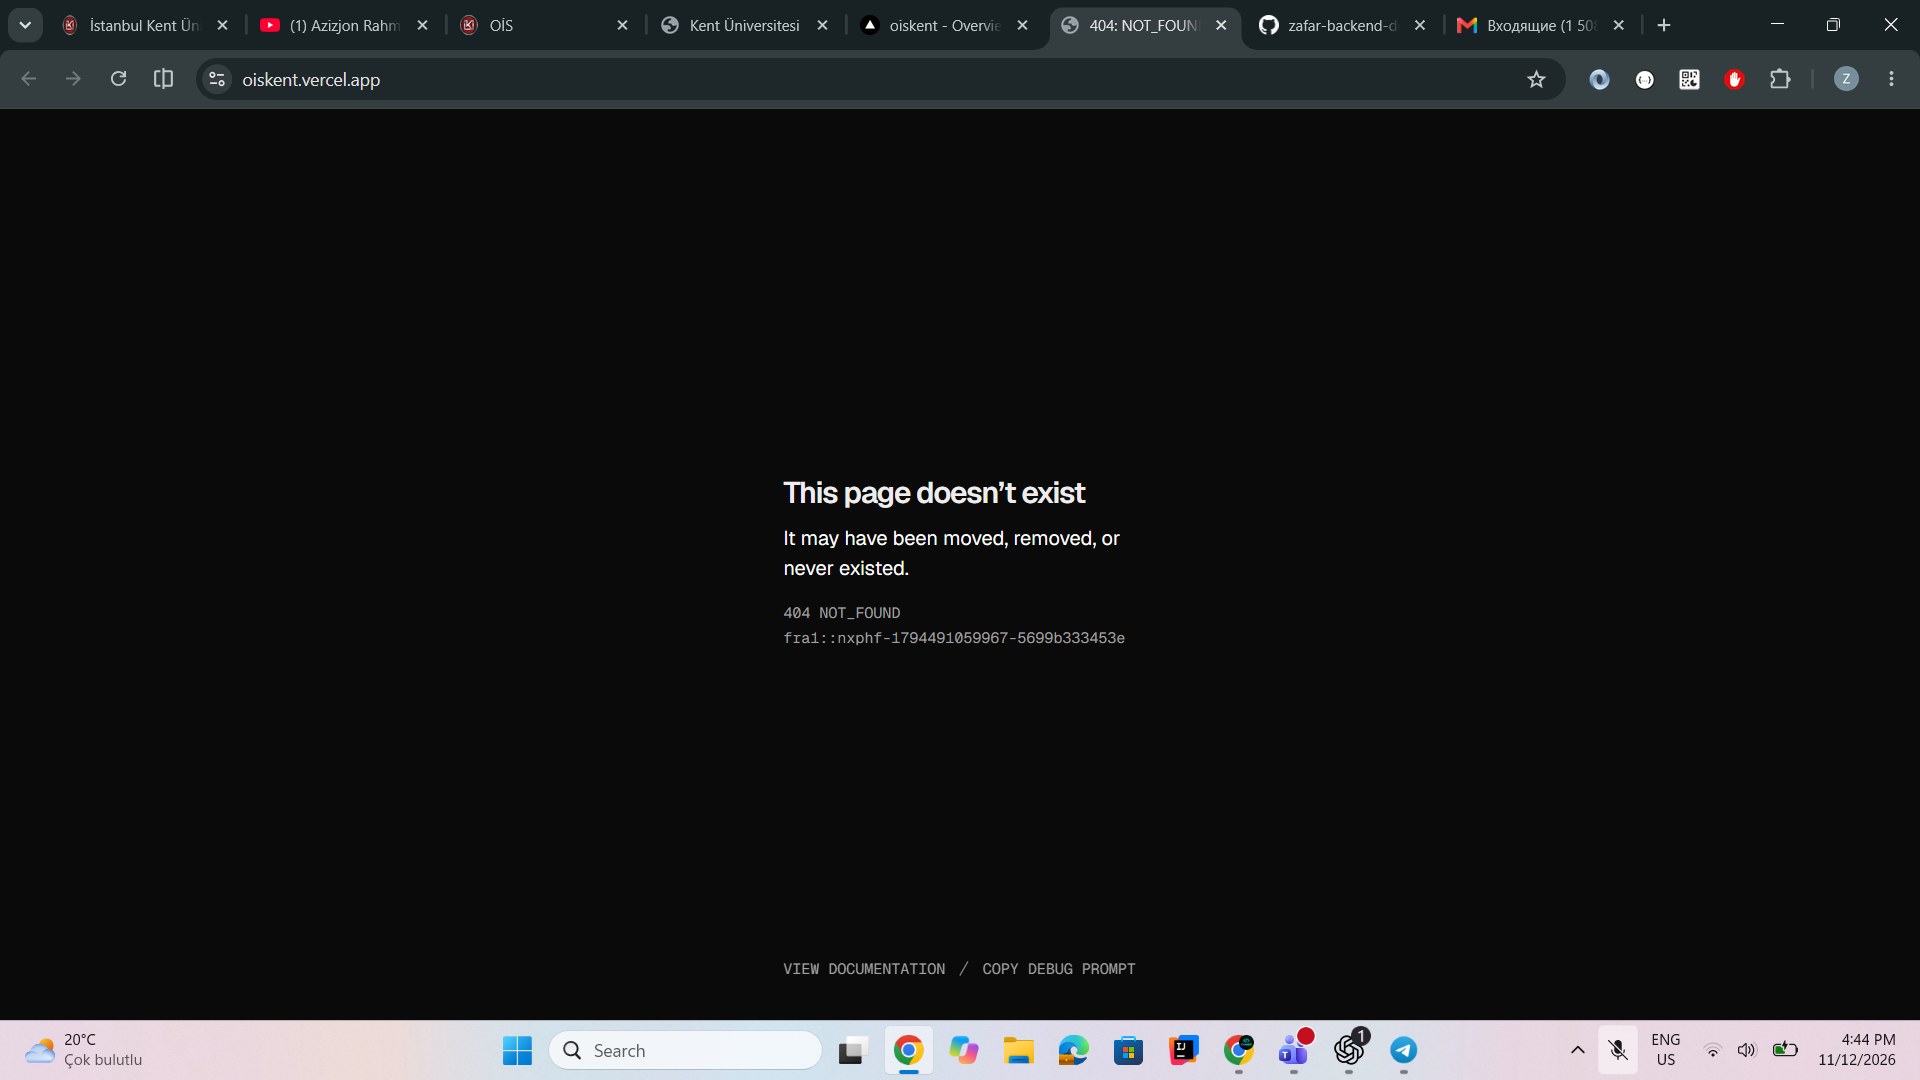 İstanbul Kent Ün
(1) Azizjon Rahm
OİS
Kent Üniversitesi
oiskent - Overvie
404: NOT_FOUN
zafar-backend-d
Входящие (1 508
oiskent.vercel.app
Z
This page doesn’t exist
It may have been moved, removed, or
never existed.
404 NOT_FOUND
fra1::nxphf-1794491059967-5699b333453e
VIEW DOCUMENTATION / COPY DEBUG PROMPT
20°C
Çok bulutlu
Search
1
ENG
US
4:44 PM
11/12/2026